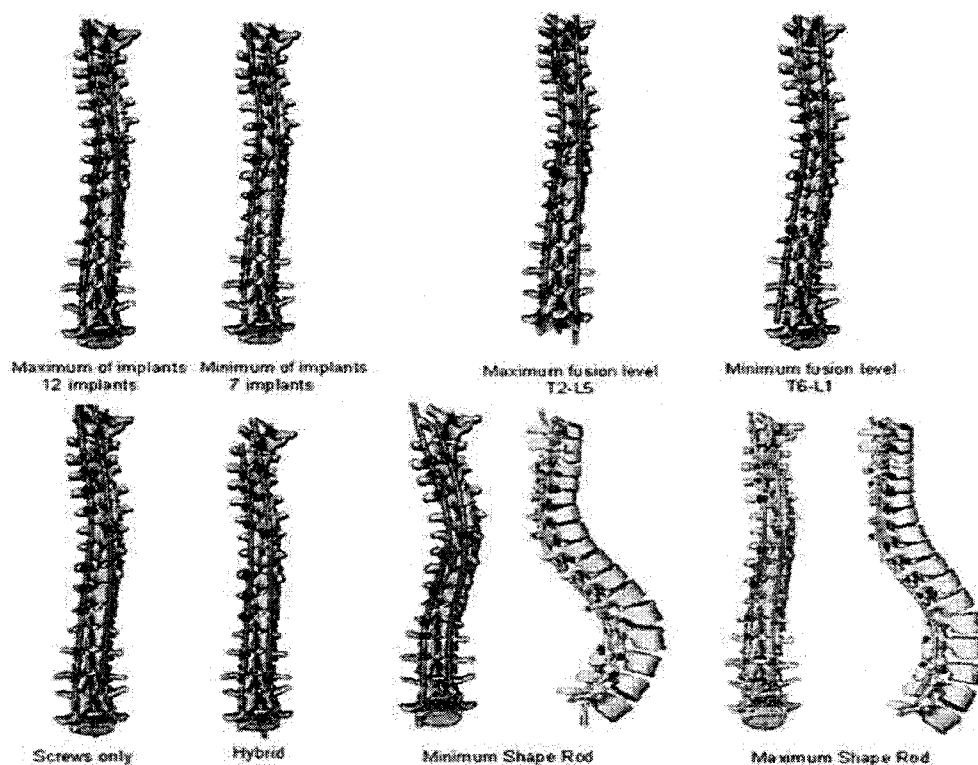 Maximum of implants
12 implants
Minimum of implants
7 implants
Maximum fusion level
T2-L5
Minimum fusion level
T6-L1
Screws only
Hybrid
Minimum Shape Rod
Maximum Shape Rod